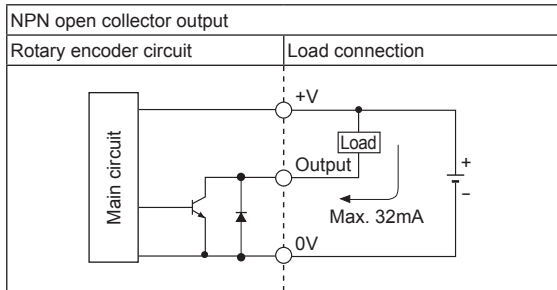 NPN open collector output
Rotary encoder circuit
Load connection
Main circuit
+V
Load
Output
+
−
Max. 32mA
0V